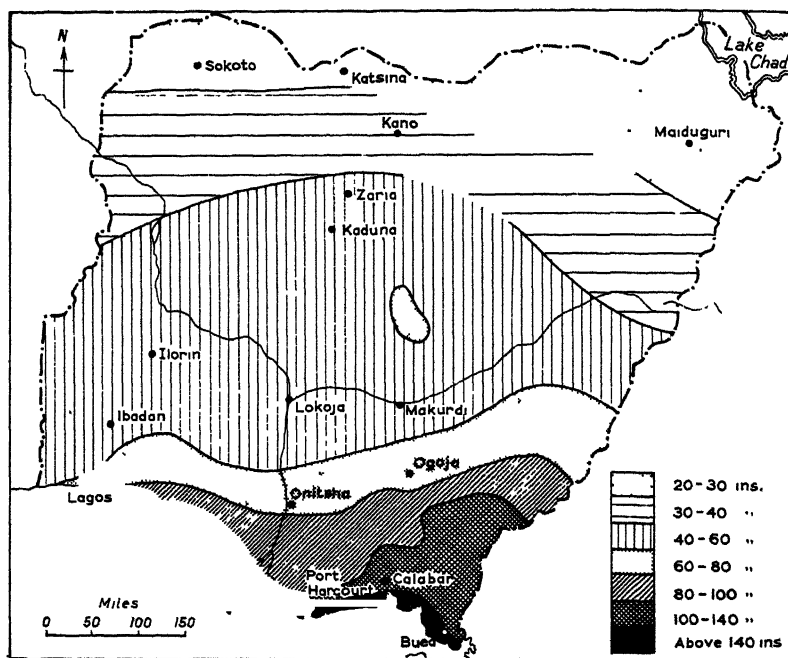 N
Sokoto
Katsina
Lake
Chad
Kano
Maiduguri
Zaria
Kaduna
Ilorin
Ibadan
Lokoja
Makurdi
Ogoja
Lagos
Onitsha
Port
Harcourt
Calabar
Buea
Miles
0 50 100 150
20-30 ins.
30-40 "
40-60 "
60-80 "
80-100 "
100-140 "
Above 140 ins